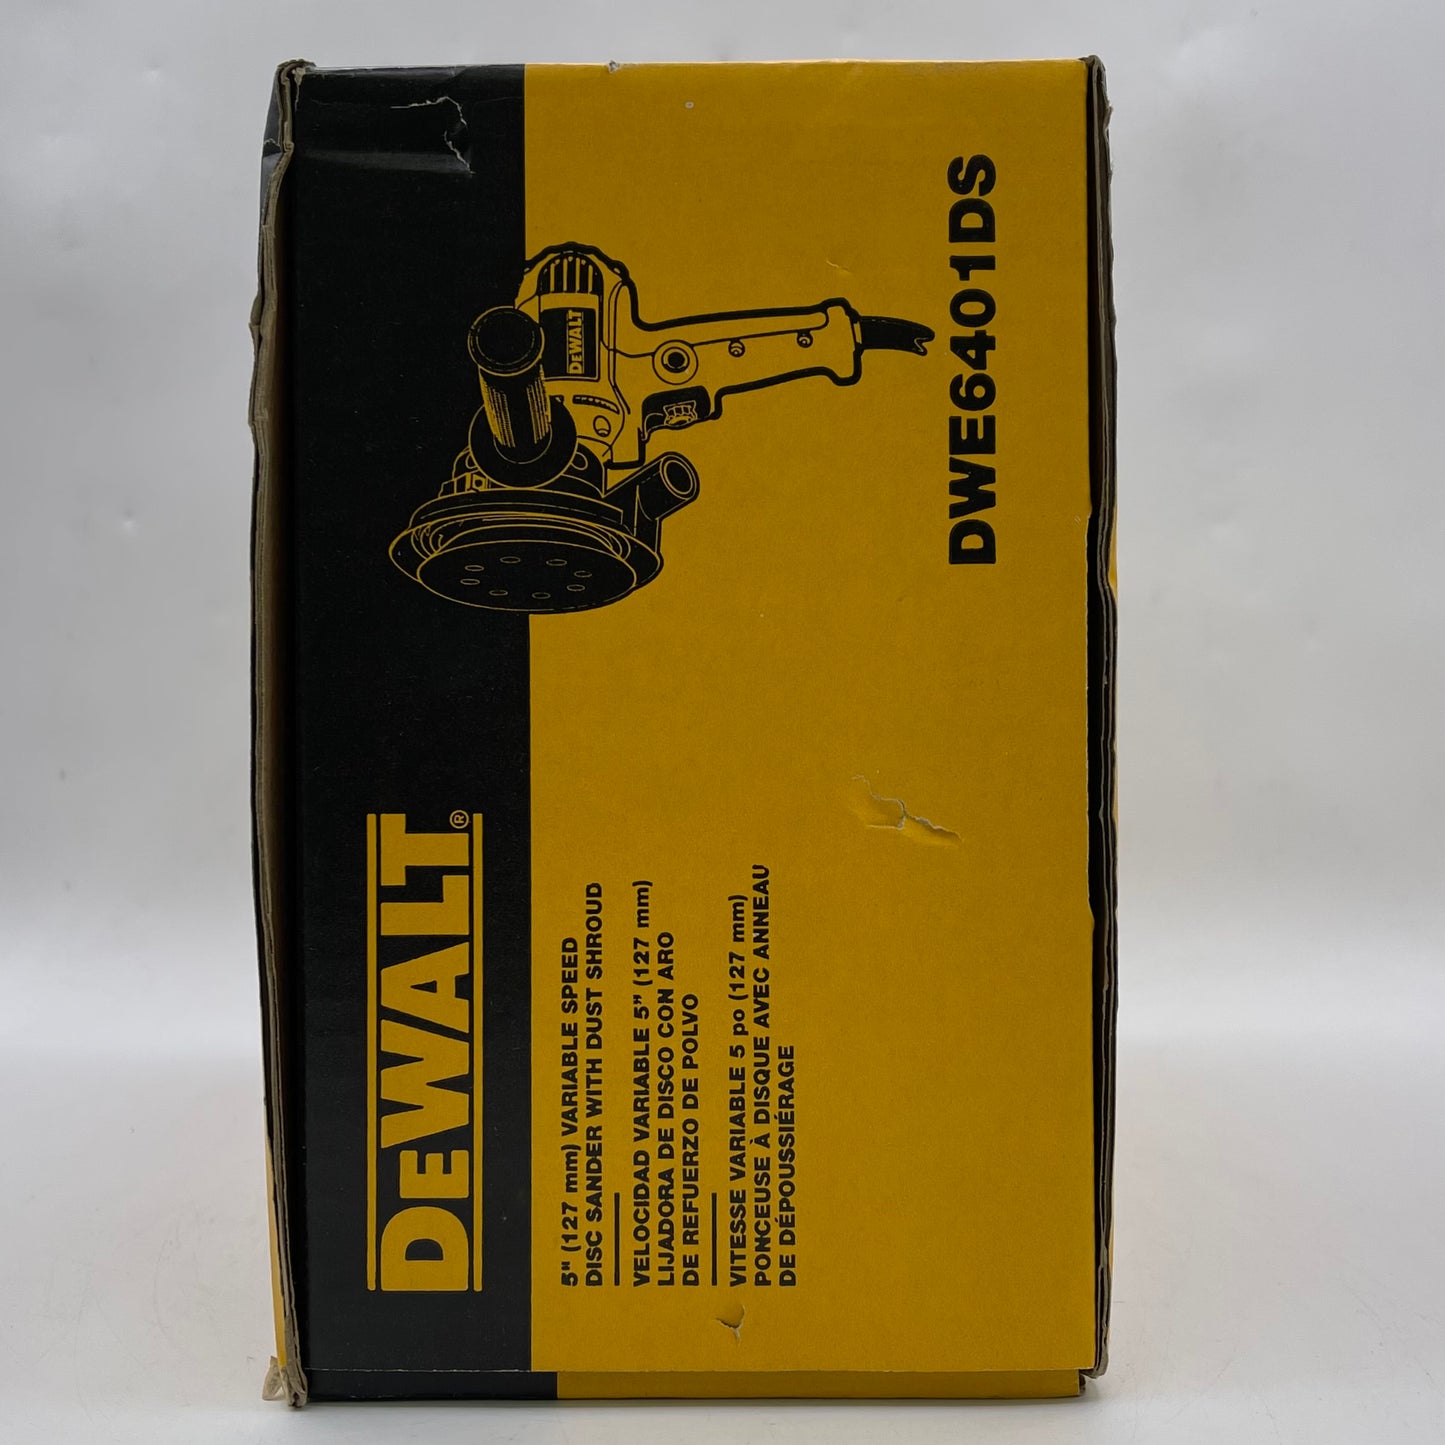 DEWALT®
5" (127 mm) VARIABLE SPEED
DISC SANDER WITH DUST SHROUD
VELOCIDAD VARIABLE 5" (127 mm)
LIJADORA DE DISCO CON ARO
DE REFUERZO DE POLVO
VITESSE VARIABLE 5 po (127 mm)
PONCEUSE À DISQUE AVEC ANNEAU
DE DÉPOUSSIÉRAGE
DEWALT
DWE6401DS